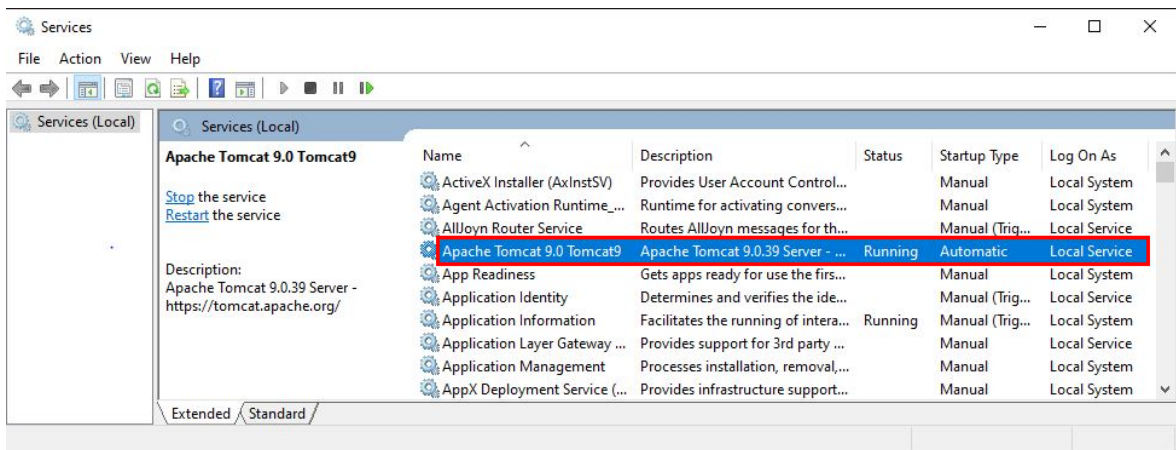 Services
File Action View Help
Services (Local)
Services (Local)
Apache Tomcat 9.0 Tomcat9
Stop the service
Restart the service
Description:
Apache Tomcat 9.0.39 Server -
https://tomcat.apache.org/
Name Description Status Startup Type Log On As
ActiveX Installer (AxInstSV) Provides User Account Control... Manual Local System
Agent Activation Runtime_... Runtime for activating convers... Manual Local System
AllJoyn Router Service Routes AllJoyn messages for th... Manual (Trig... Local Service
Apache Tomcat 9.0 Tomcat9 Apache Tomcat 9.0.39 Server - ... Running Automatic Local Service
App Readiness Gets apps ready for use the firs... Manual Local System
Application Identity Determines and verifies the ide... Manual (Trig... Local Service
Application Information Facilitates the running of intera... Running Manual (Trig... Local System
Application Layer Gateway ... Provides support for 3rd party ... Manual Local Service
Application Management Processes installation, removal,... Manual Local System
AppX Deployment Service (... Provides infrastructure support... Manual Local System
Extended Standard